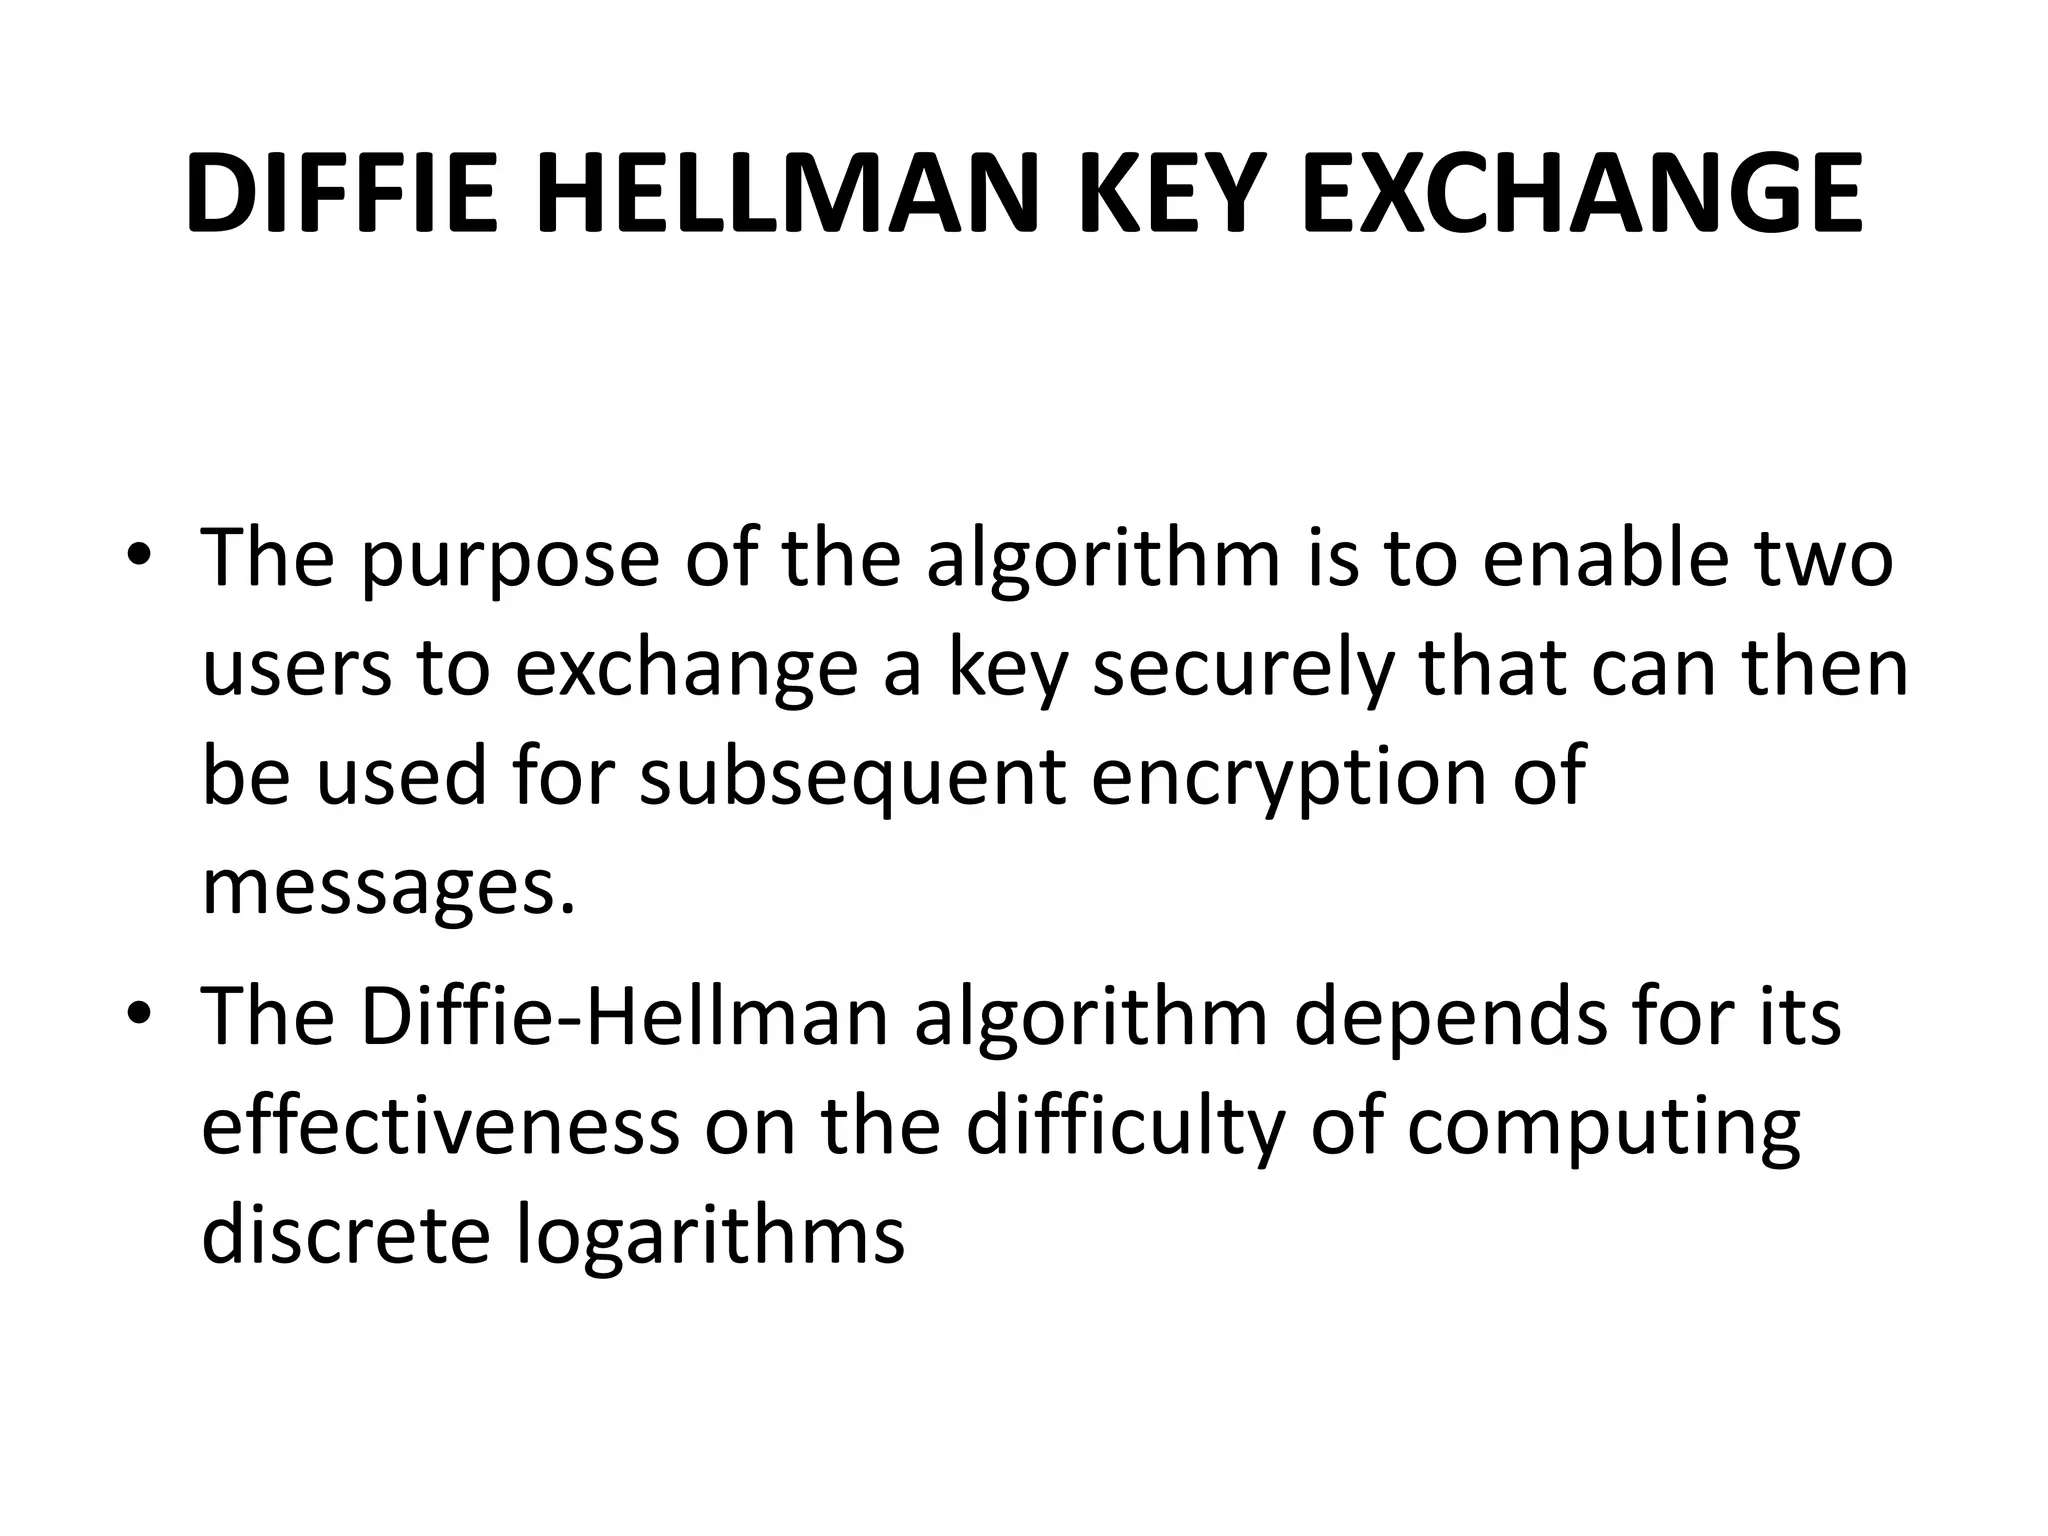 DIFFIE HELLMAN KEY EXCHANGE
• The purpose of the algorithm is to enable two
users to exchange a key securely that can then
be used for subsequent encryption of
messages.
• The Diffie-Hellman algorithm depends for its
effectiveness on the difficulty of computing
discrete logarithms